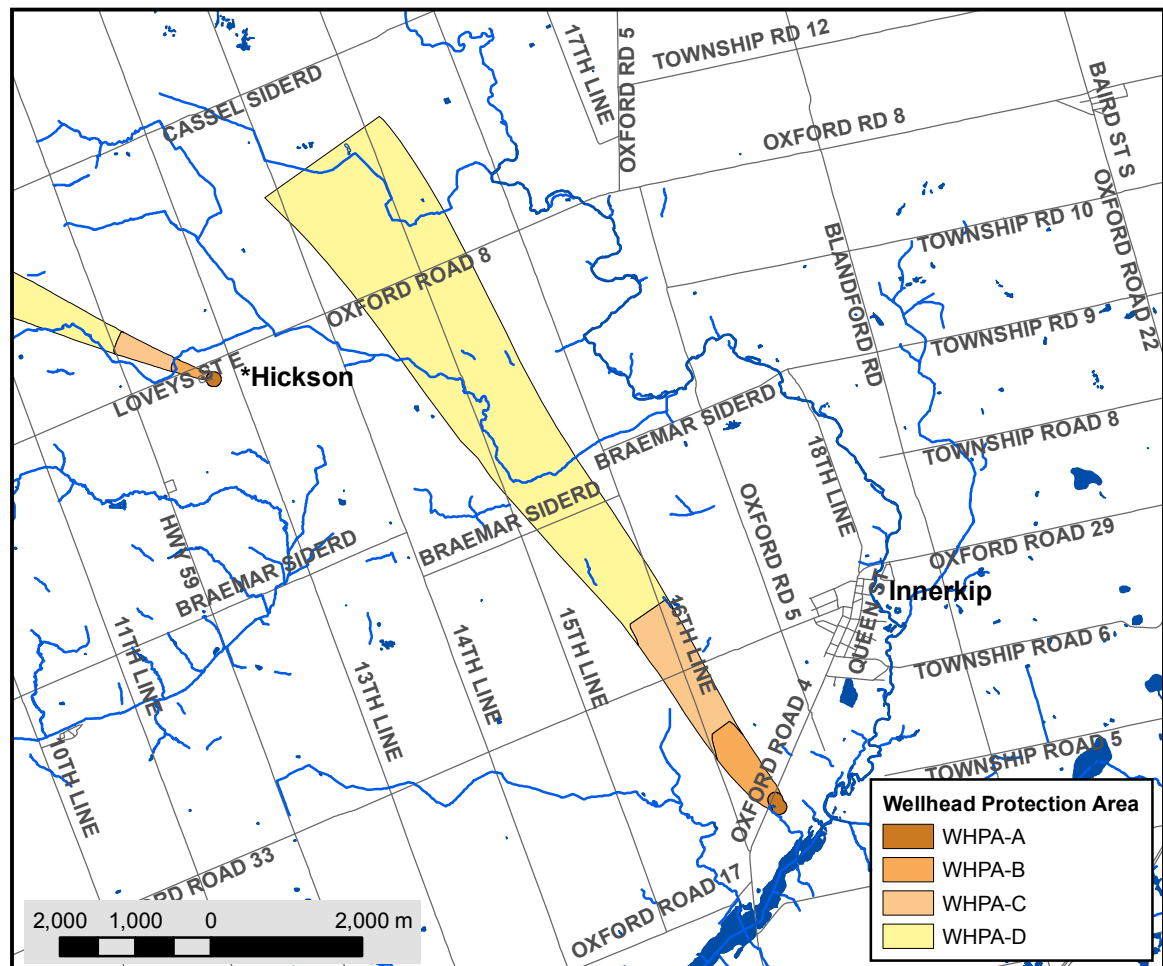 17TH LINE
OXFORD RD 5
TOWNSHIP RD 12
CASSEL SIDERD
BAIRD ST S
OXFORD RD 8
OXFORD ROAD 22
TOWNSHIP RD 10
BLANDFORD RD
OXFORD ROAD 8
TOWNSHIP RD 9
LOVEYS ST E
*Hickson
BRAEMAR SIDERD
18TH LINE
TOWNSHIP ROAD 8
OXFORD RD 5
BRAEMAR SIDERD
HWY 59
BRAEMAR SIDERD
OXFORD ROAD 29
Innerkip
QUEEN ST
11TH LINE
13TH LINE
14TH LINE
15TH LINE
16TH LINE
TOWNSHIP ROAD 6
10TH LINE
OXFORD ROAD 4
TOWNSHIP ROAD 5
RD ROAD 33
OXFORD ROAD 17
Wellhead Protection Area
WHPA-A
WHPA-B
WHPA-C
WHPA-D
2,000 1,000 0 2,000 m